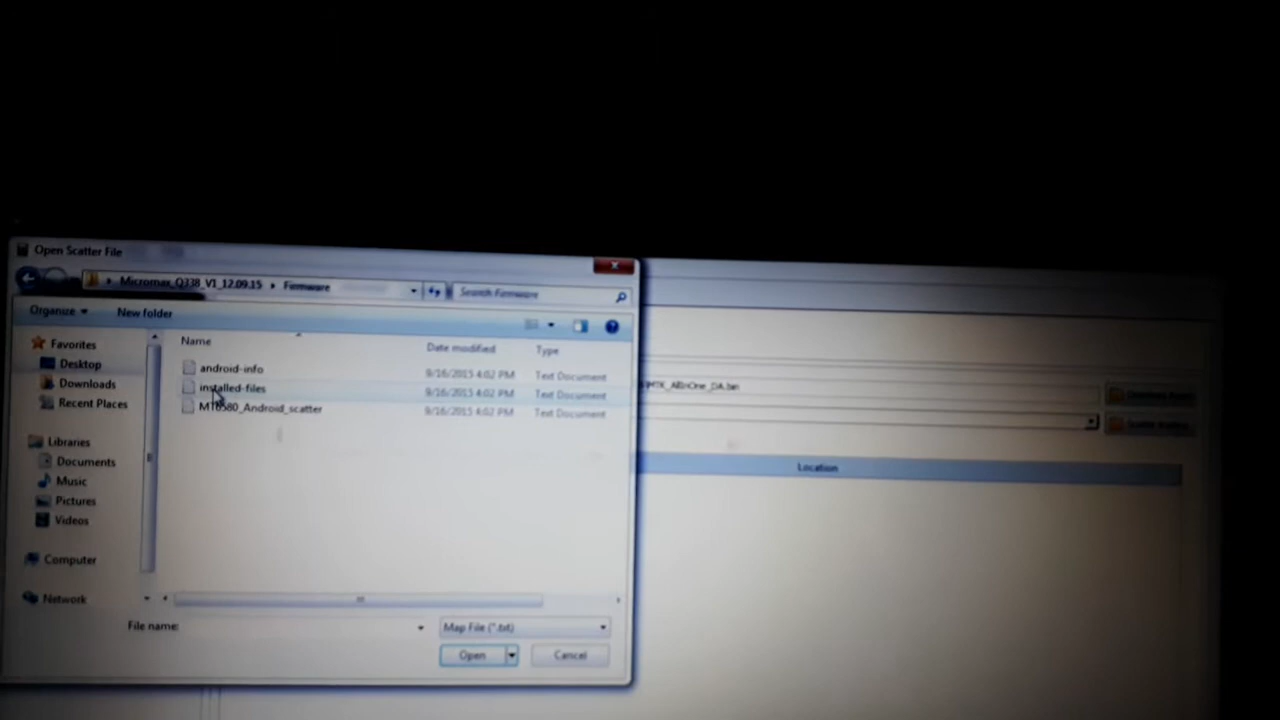 Open Scatter File
Micromax_Q338_V1_12.09.15 Firmware
Search Firmware
Organize
New folder
Name
Date modified
Type
Favorites
Desktop
Downloads
Recent Places
Libraries
Documents
Music
Pictures
Videos
Computer
Network
android-info
9/16/2015 4:02 PM
Text Document
installed-files
9/16/2015 4:02 PM
Text Document
MT6580_Android_scatter
9/16/2015 4:02 PM
Text Document
File name:
Map File (*.txt)
Open
Cancel
MTK_AllInOne_DA.bin
Location